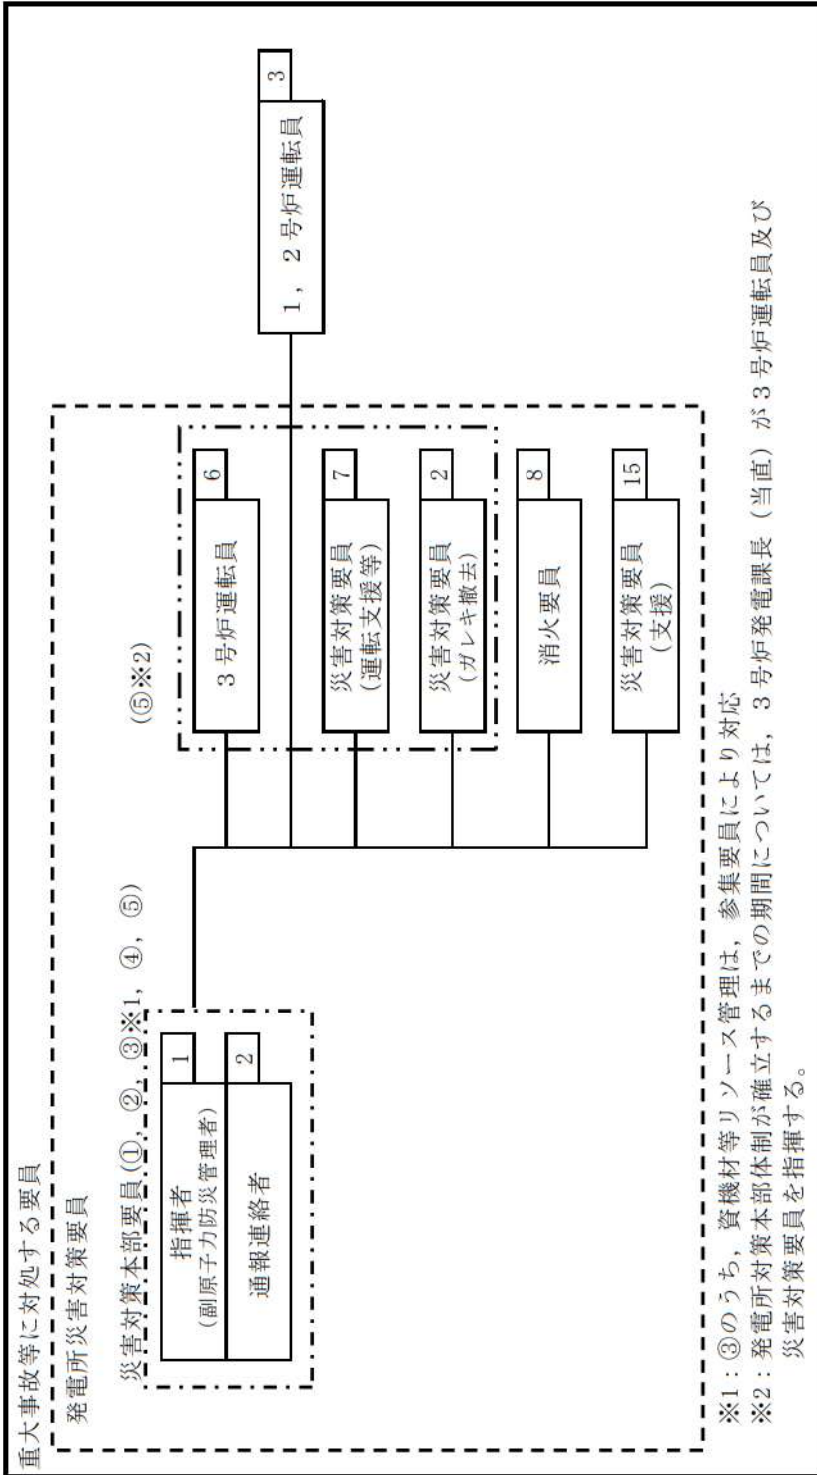 重大事故等に対処する要員
発電所災害対策要員
災害対策本部要員(①, ②, ③※1, ④, ⑤)
指揮者
(副原子力防災管理者)
1
通報連絡者
2
(⑤※2)
3号炉運転員
6
1, 2号炉運転員
3
災害対策要員
(運転支援等)
7
災害対策要員
(ガレキ撤去)
2
消火要員
8
災害対策要員
(支援)
15
※1:③のうち, 資機材等リソース管理は, 参集要員により対応
※2:発電所対策本部体制が確立するまでの期間については, 3号炉発電課長(当直)が3号炉運転員及び
災害対策要員を指揮する。